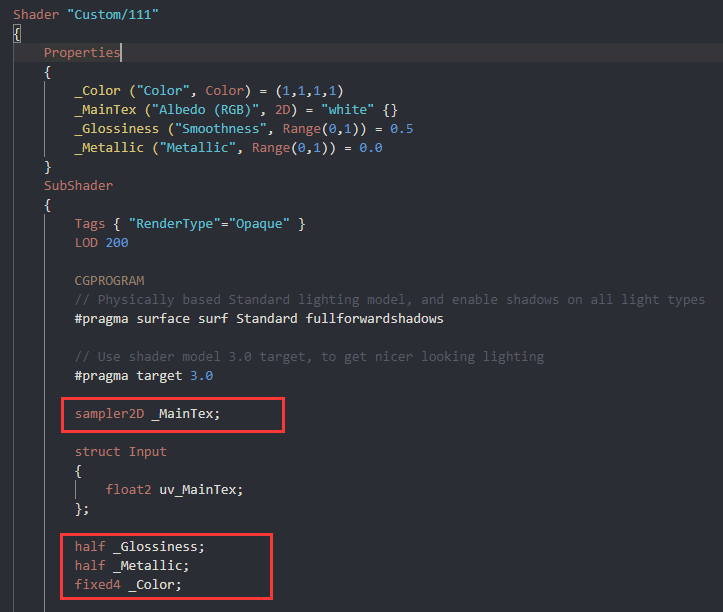 Shader "Custom/111"
{
Properties
{
_Color ("Color", Color) = (1,1,1,1)
_MainTex ("Albedo (RGB)", 2D) = "white" {}
_Glossiness ("Smoothness", Range(0,1)) = 0.5
_Metallic ("Metallic", Range(0,1)) = 0.0
}
SubShader
{
Tags { "RenderType"="Opaque" }
LOD 200
CGPROGRAM
// Physically based Standard lighting model, and enable shadows on all light types
#pragma surface surf Standard fullforwardshadows
// Use shader model 3.0 target, to get nicer looking lighting
#pragma target 3.0
sampler2D _MainTex;
struct Input
{
float2 uv_MainTex;
};
half _Glossiness;
half _Metallic;
fixed4 _Color;